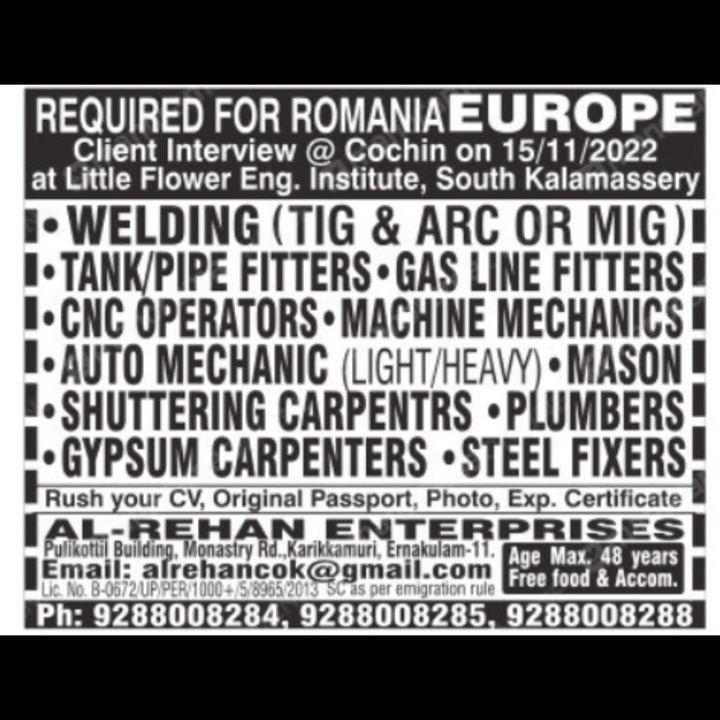 REQUIRED FOR ROMANIA EUROPE
Client Interview @ Cochin on 15/11/2022
at Little Flower Eng. Institute, South Kalamassery
• WELDING (TIG & ARC OR MIG)
• TANK/PIPE FITTERS • GAS LINE FITTERS
• CNC OPERATORS • MACHINE MECHANICS
• AUTO MECHANIC (LIGHT/HEAVY) • MASON
• SHUTTERING CARPENTRS • PLUMBERS
• GYPSUM CARPENTERS • STEEL FIXERS
Rush your CV, Original Passport, Photo, Exp. Certificate
AL-REHAN ENTERPRISES
Pulikottil Building, Monastry Rd.,Karikkamuri, Ernakulam-11.
Email: alrehancok@gmail.com
Lic. No. B-0672/UP/PER/1000+/5/8965/2013 SC as per emigration rule
Age Max. 48 years
Free food & Accom.
Ph: 9288008284, 9288008285, 9288008288